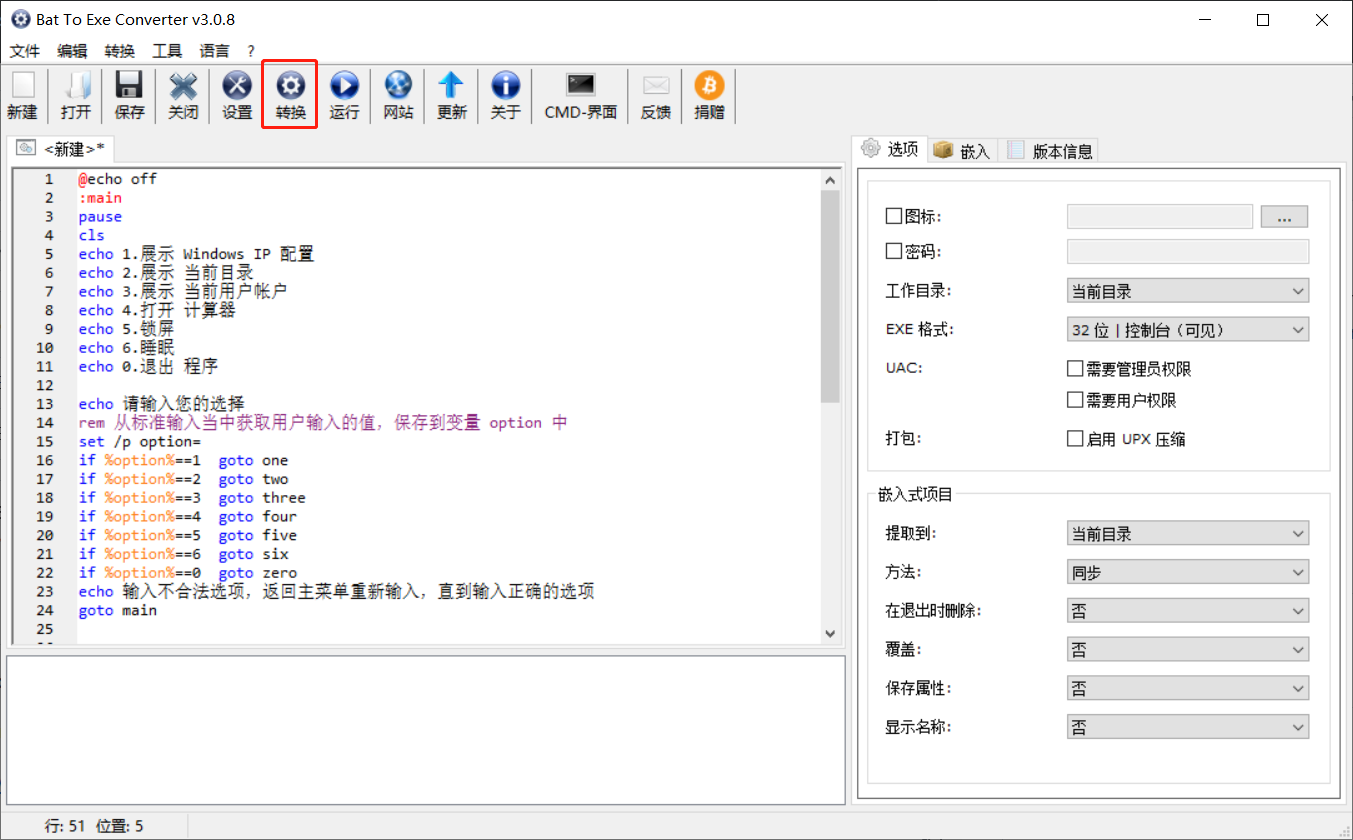 Bat To Exe Converter v3.0.8
文件 编辑 转换 工具 语言 ?
新建 打开 保存 关闭 设置 转换 运行 网站 更新 关于 CMD-界面 反馈 捐赠
<新建>*
1 @echo off
2 :main
3 pause
4 cls
5 echo 1.展示 Windows IP 配置
6 echo 2.展示 当前目录
7 echo 3.展示 当前用户帐户
8 echo 4.打开 计算器
9 echo 5.锁屏
10 echo 6.睡眠
11 echo 0.退出 程序
12
13 echo 请输入您的选择
14 rem 从标准输入当中获取用户输入的值，保存到变量 option 中
15 set /p option=
16 if %option%==1  goto one
17 if %option%==2  goto two
18 if %option%==3  goto three
19 if %option%==4  goto four
20 if %option%==5  goto five
21 if %option%==6  goto six
22 if %option%==0  goto zero
23 echo 输入不合法选项，返回主菜单重新输入，直到输入正确的选项
24 goto main
25
选项 嵌入 版本信息
图标: ...
密码:
工作目录: 当前目录
EXE 格式: 32 位 | 控制台（可见）
UAC: 需要管理员权限
需要用户权限
打包: 启用 UPX 压缩
嵌入式项目
提取到: 当前目录
方法: 同步
在退出时删除: 否
覆盖: 否
保存属性: 否
显示名称: 否
行: 51 位置: 5